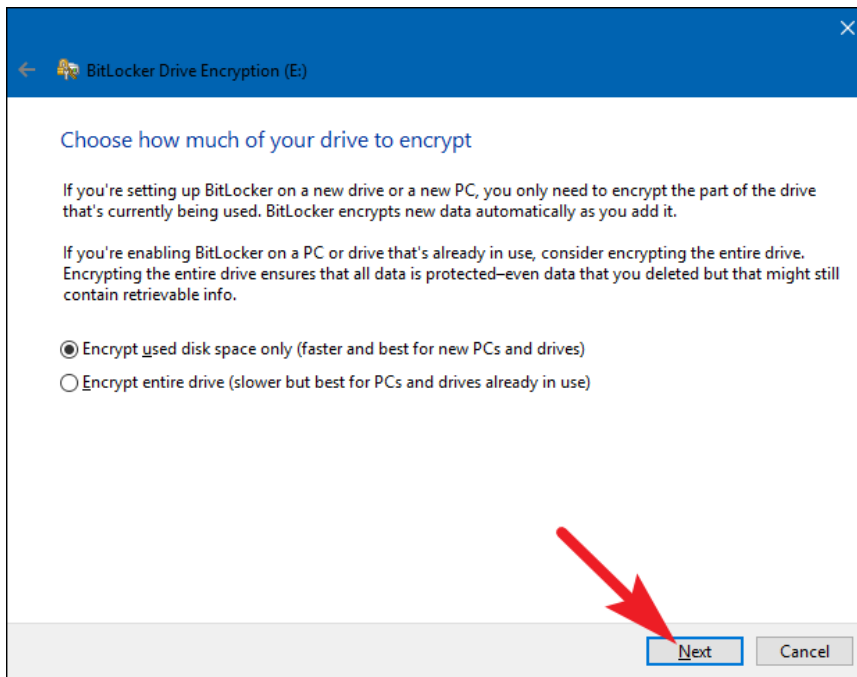 BitLocker Drive Encryption (E:)
Choose how much of your drive to encrypt
If you're setting up BitLocker on a new drive or a new PC, you only need to encrypt the part of the drive
that's currently being used. BitLocker encrypts new data automatically as you add it.
If you're enabling BitLocker on a PC or drive that's already in use, consider encrypting the entire drive.
Encrypting the entire drive ensures that all data is protected–even data that you deleted but that might still
contain retrievable info.
Encrypt used disk space only (faster and best for new PCs and drives)
Encrypt entire drive (slower but best for PCs and drives already in use)
Next Cancel